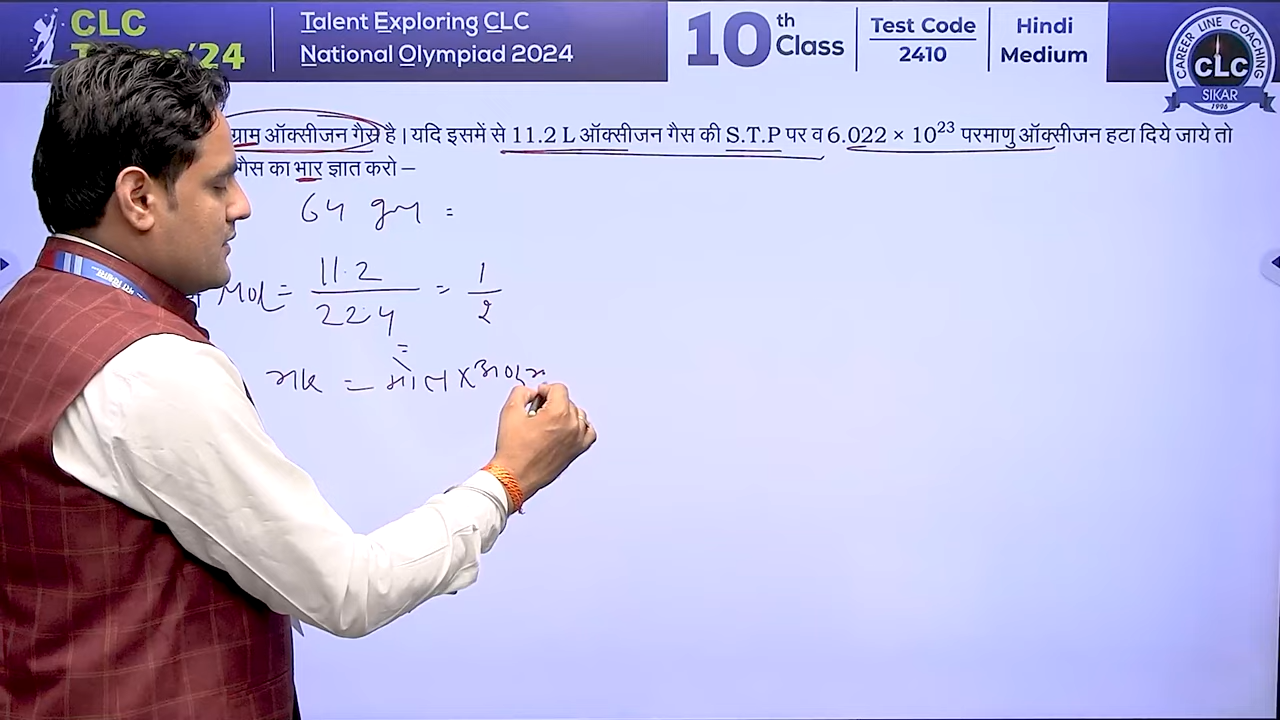 CLC
Talent Exploring CLC
National Olympiad 2024
10th Class
Test Code
2410
Hindi
Medium
CAREER LINE COACHING
CLC
SIKAR
1996
ग्राम ऑक्सीजन गैस है। यदि इसमें से 11.2 L ऑक्सीजन गैस की S.T.P पर व 6.022 × 10²³ परमाणु ऑक्सीजन हटा दिये जाये तो
गैस का भार ज्ञात करो –
64 gm =
Mol = 11.2 / 22.4 = 1 / 2
=
भार = मोल ×